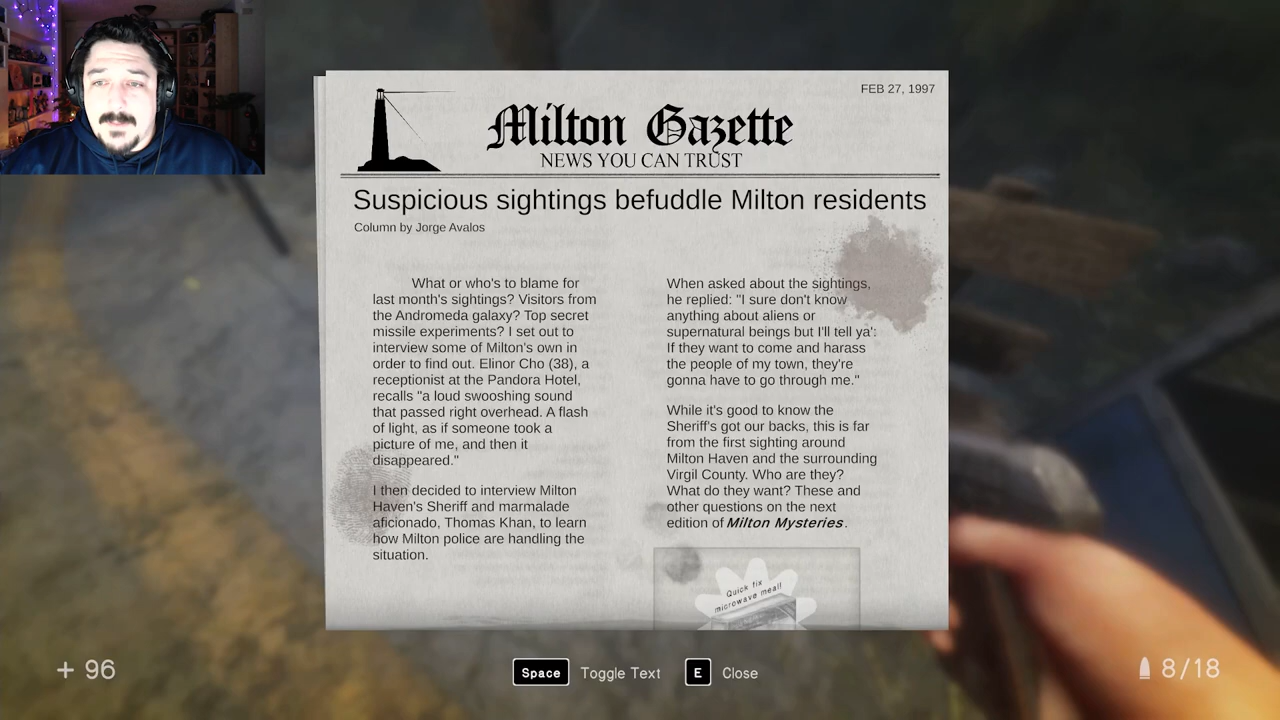 FEB 27, 1997
Milton Gazette
NEWS YOU CAN TRUST
Suspicious sightings befuddle Milton residents
Column by Jorge Avalos
What or who's to blame for
last month's sightings? Visitors from
the Andromeda galaxy? Top secret
missile experiments? I set out to
interview some of Milton's own in
order to find out. Elinor Cho (38), a
receptionist at the Pandora Hotel,
recalls "a loud swooshing sound
that passed right overhead. A flash
of light, as if someone took a
picture of me, and then it
disappeared."
I then decided to interview Milton
Haven's Sheriff and marmalade
aficionado, Thomas Khan, to learn
how Milton police are handling the
situation.
When asked about the sightings,
he replied: "I sure don't know
anything about aliens or
supernatural beings but I'll tell ya':
If they want to come and harass
the people of my town, they're
gonna have to go through me."
While it's good to know the
Sheriff's got our backs, this is far
from the first sighting around
Milton Haven and the surrounding
Virgil County. Who are they?
What do they want? These and
other questions on the next
edition of Milton Mysteries.
Quick fix
microwave meal!
+ 96
Space Toggle Text E Close
8/18